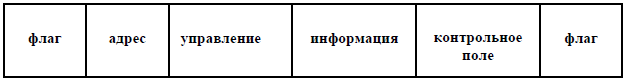 флаг адрес управление информация контрольное поле флаг